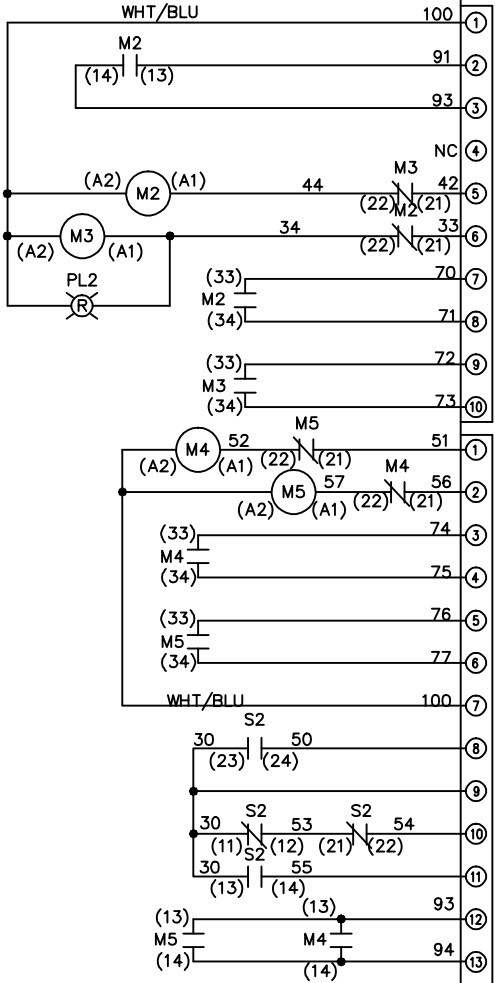 WHT/BLU 100 1
M2 91 2
(14) (13)
93 3
NC 4
(A2) M2 (A1) 44 M3 42 5
(22) (21)
(A2) M3 (A1) 34 M2 33 6
(22) (21)
PL2
R
(33) 70 7
M2
(34) 71 8
(33) 72 9
M3
(34) 73 10
M4 52 M5 51 1
(A2) (A1) (22) (21)
M5 57 M4 56 2
(A2) (A1) (22) (21)
(33) 74 3
M4
(34) 75 4
(33) 76 5
M5
(34) 77 6
WHT/BLU 100 7
S2
30 50 8
(23) (24)
9
S2 S2
30 53 54 10
(11) (12) (21) (22)
S2
30 55 11
(13) (14)
(13) (13) 93 12
M5 M4
(14) (14) 94 13